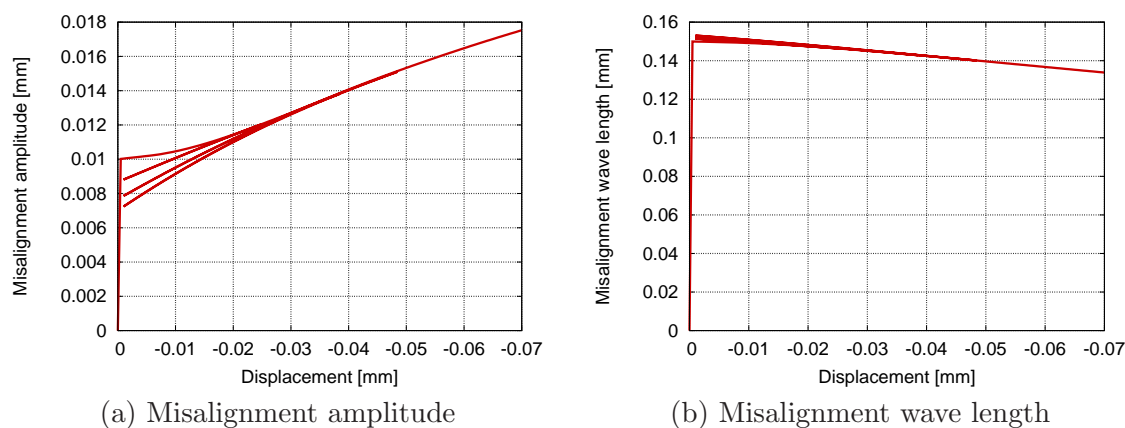 0.018
0.016
0.014
0.012
0.01
0.008
0.006
0.004
0.002
0
Misalignment amplitude [mm]
0 -0.01 -0.02 -0.03 -0.04 -0.05 -0.06 -0.07
Displacement [mm]
(a) Misalignment amplitude
0.16
0.14
0.12
0.1
0.08
0.06
0.04
0.02
0
Misalignment wave length [mm]
0 -0.01 -0.02 -0.03 -0.04 -0.05 -0.06 -0.07
Displacement [mm]
(b) Misalignment wave length